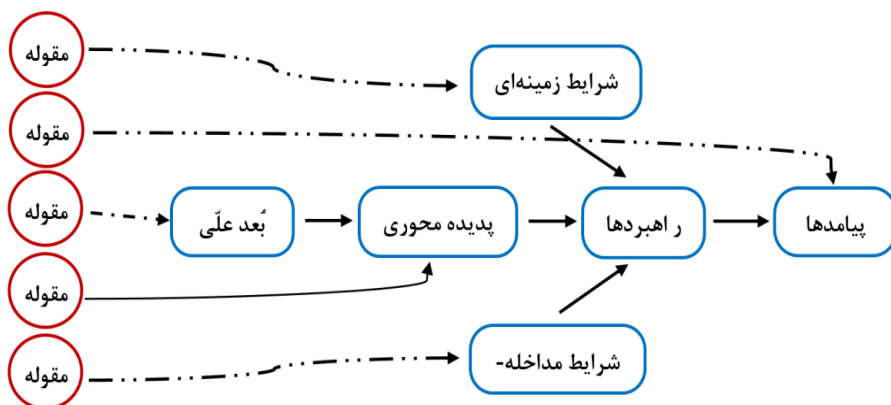 مقوله
شرایط زمینه‌ای
مقوله
مقوله
بُعد علّی
پدیده محوری
ر اهبردها
پیامدها
مقوله
مقوله
شرایط مداخله-